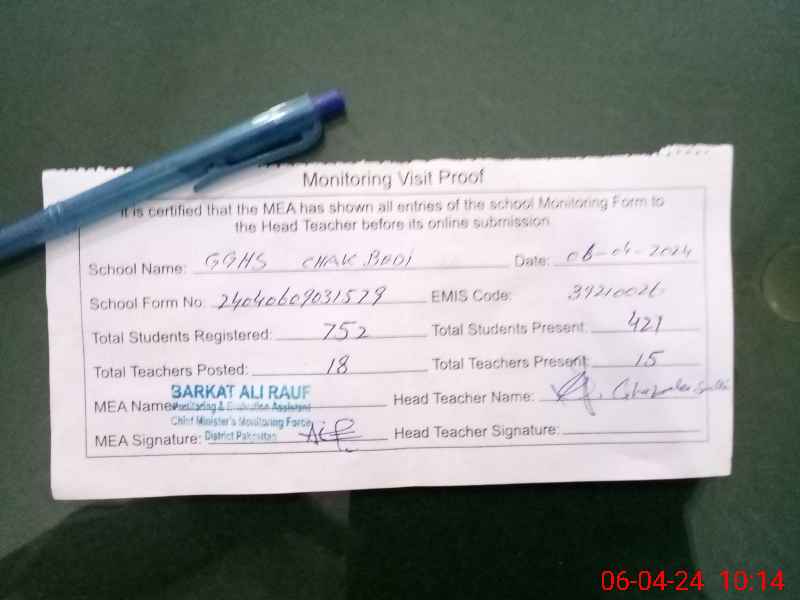 Monitoring Visit Proof
It is certified that the MEA has shown all entries of the school Monitoring Form to
the Head Teacher before its online submission
School Name: GGHS CHAK BODI Date: 06-04-2024
School Form No: 24040609031579 EMIS Code: 39210026
Total Students Registered: 752 Total Students Present: 421
Total Teachers Posted: 18 Total Teachers Present: 15
MEA Name: BARKAT ALI RAUF Head Teacher Name:
Monitoring & Evaluation Assistant
Chief Minister's Monitoring Force
MEA Signature: District Pakpattan Head Teacher Signature:
06-04-24 10:14